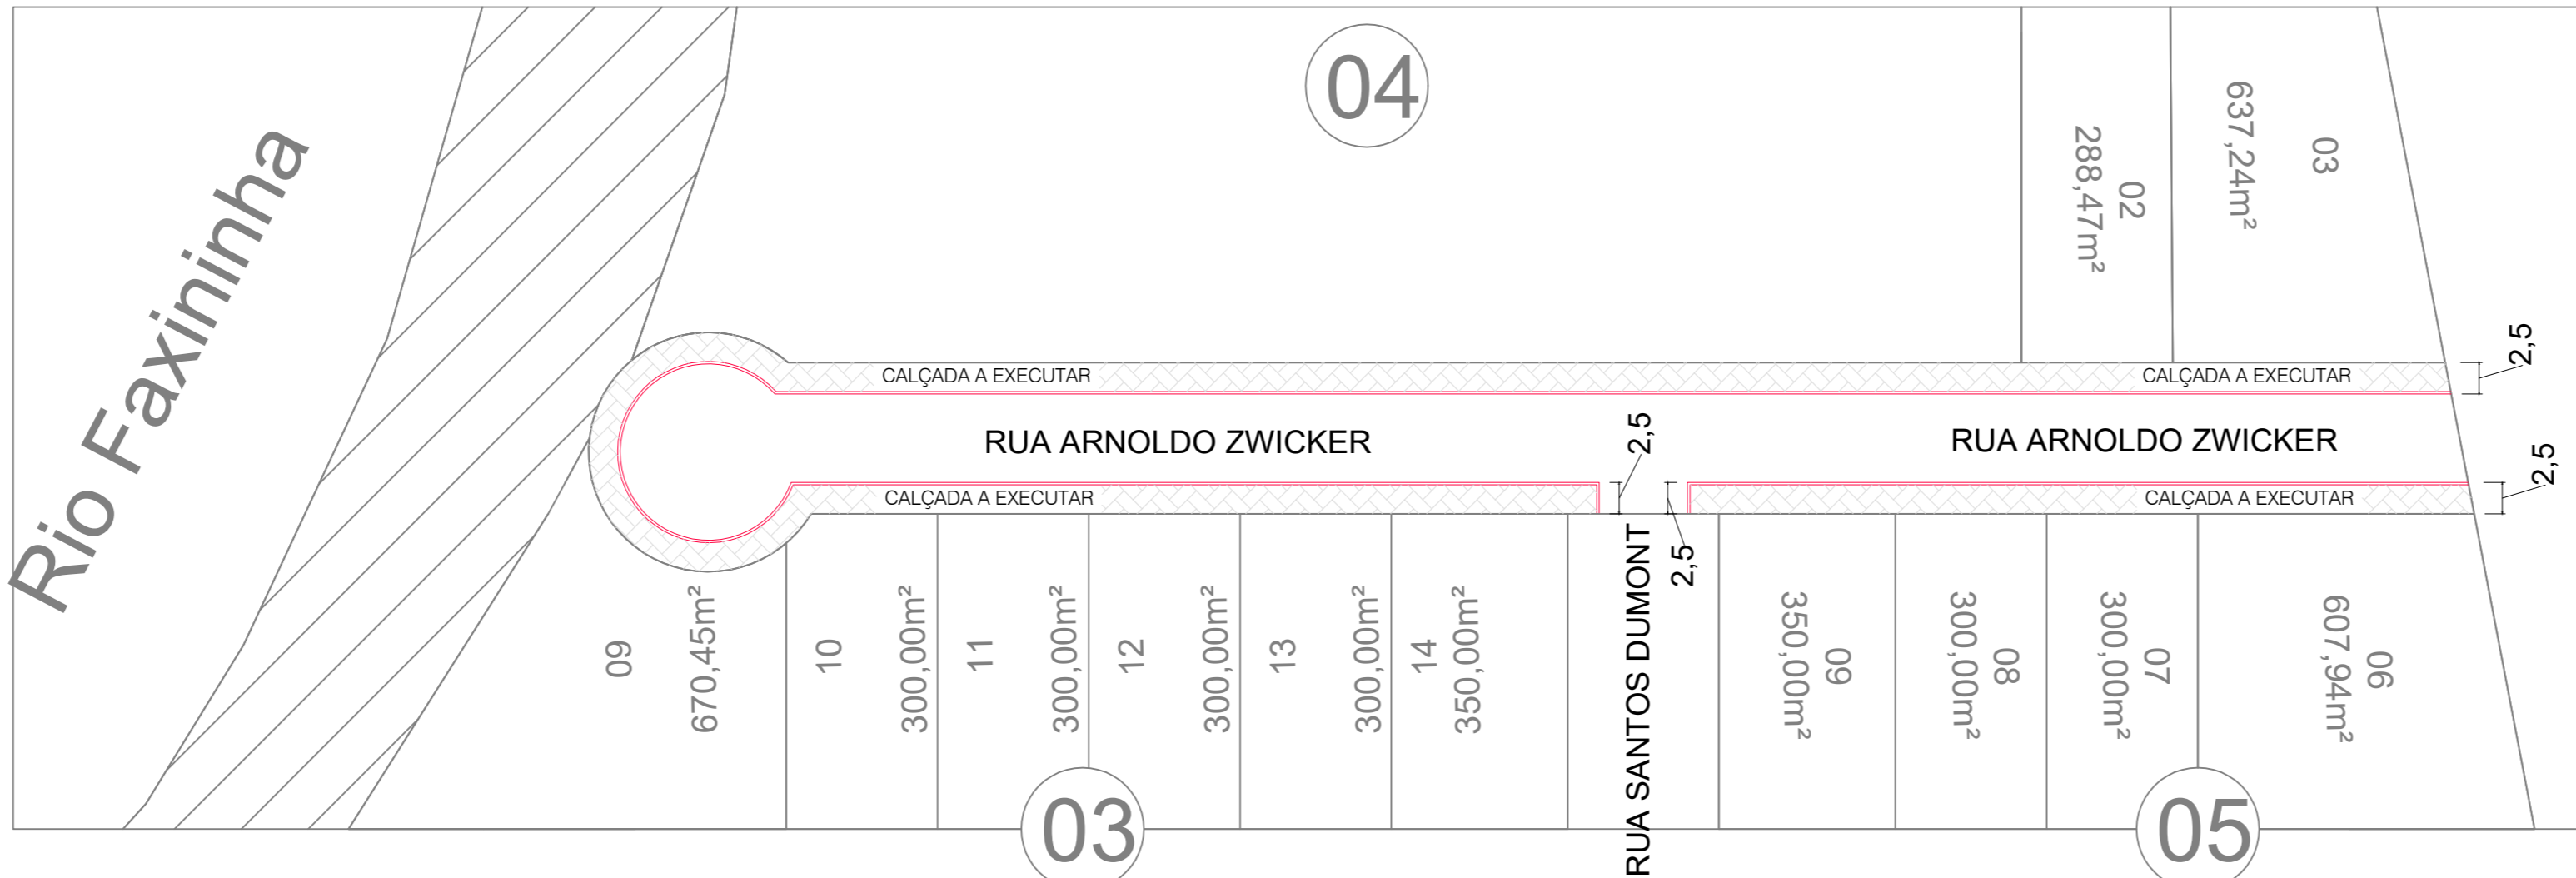 04
03
637,24m²
02
288,47m²
Rio Faxininha
2,5
CALÇADA A EXECUTAR
CALÇADA A EXECUTAR
RUA ARNOLDO ZWICKER
2,5
RUA ARNOLDO ZWICKER
2,5
CALÇADA A EXECUTAR
CALÇADA A EXECUTAR
2,5
RUA SANTOS DUMONT
09
670,45m²
10
300,00m²
11
300,00m²
12
300,00m²
13
300,00m²
14
350,00m²
09
350,00m²
08
300,00m²
07
300,00m²
06
607,94m²
03
05